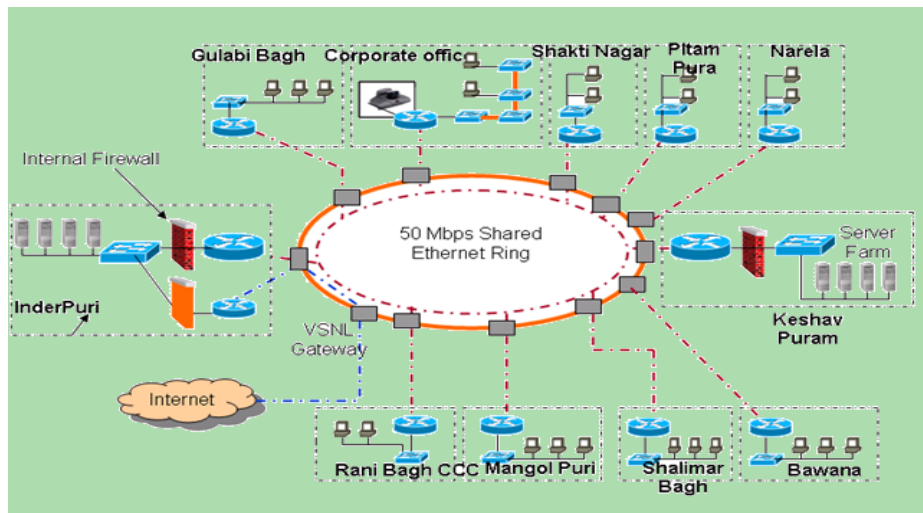 Gulabi Bagh
Corporate offic
Shakti Nagar
PItam
Pura
Narela
Internal Firewall
50 Mbps Shared
Ethernet Ring
Server
Farm
InderPuri
Keshav
Puram
VSNL
Gateway
Internet
Rani Bagh CCC
Mangol Puri
Shalimar
Bagh
Bawana